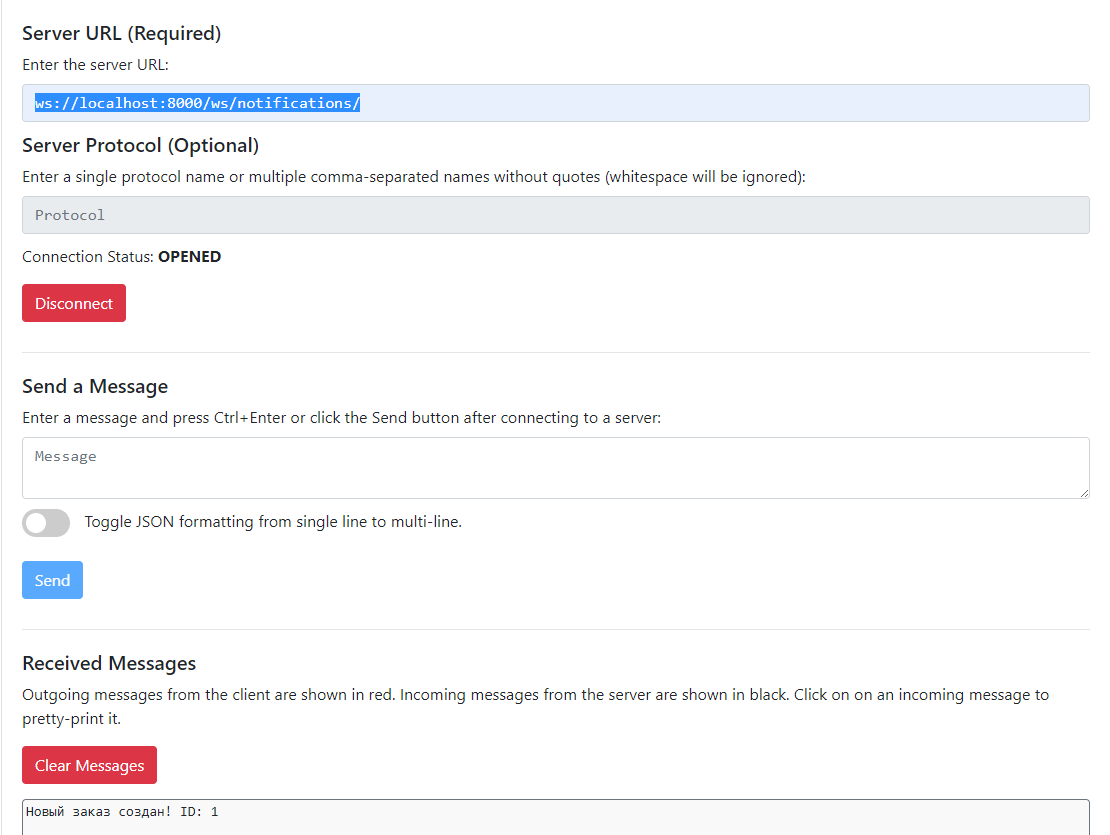 Server URL (Required)
Enter the server URL:
ws://localhost:8000/ws/notifications/
Server Protocol (Optional)
Enter a single protocol name or multiple comma-separated names without quotes (whitespace will be ignored):
Protocol
Connection Status: OPENED
Disconnect
Send a Message
Enter a message and press Ctrl+Enter or click the Send button after connecting to a server:
Message
Toggle JSON formatting from single line to multi-line.
Send
Received Messages
Outgoing messages from the client are shown in red. Incoming messages from the server are shown in black. Click on on an incoming message to
pretty-print it.
Clear Messages
Новый заказ создан! ID: 1